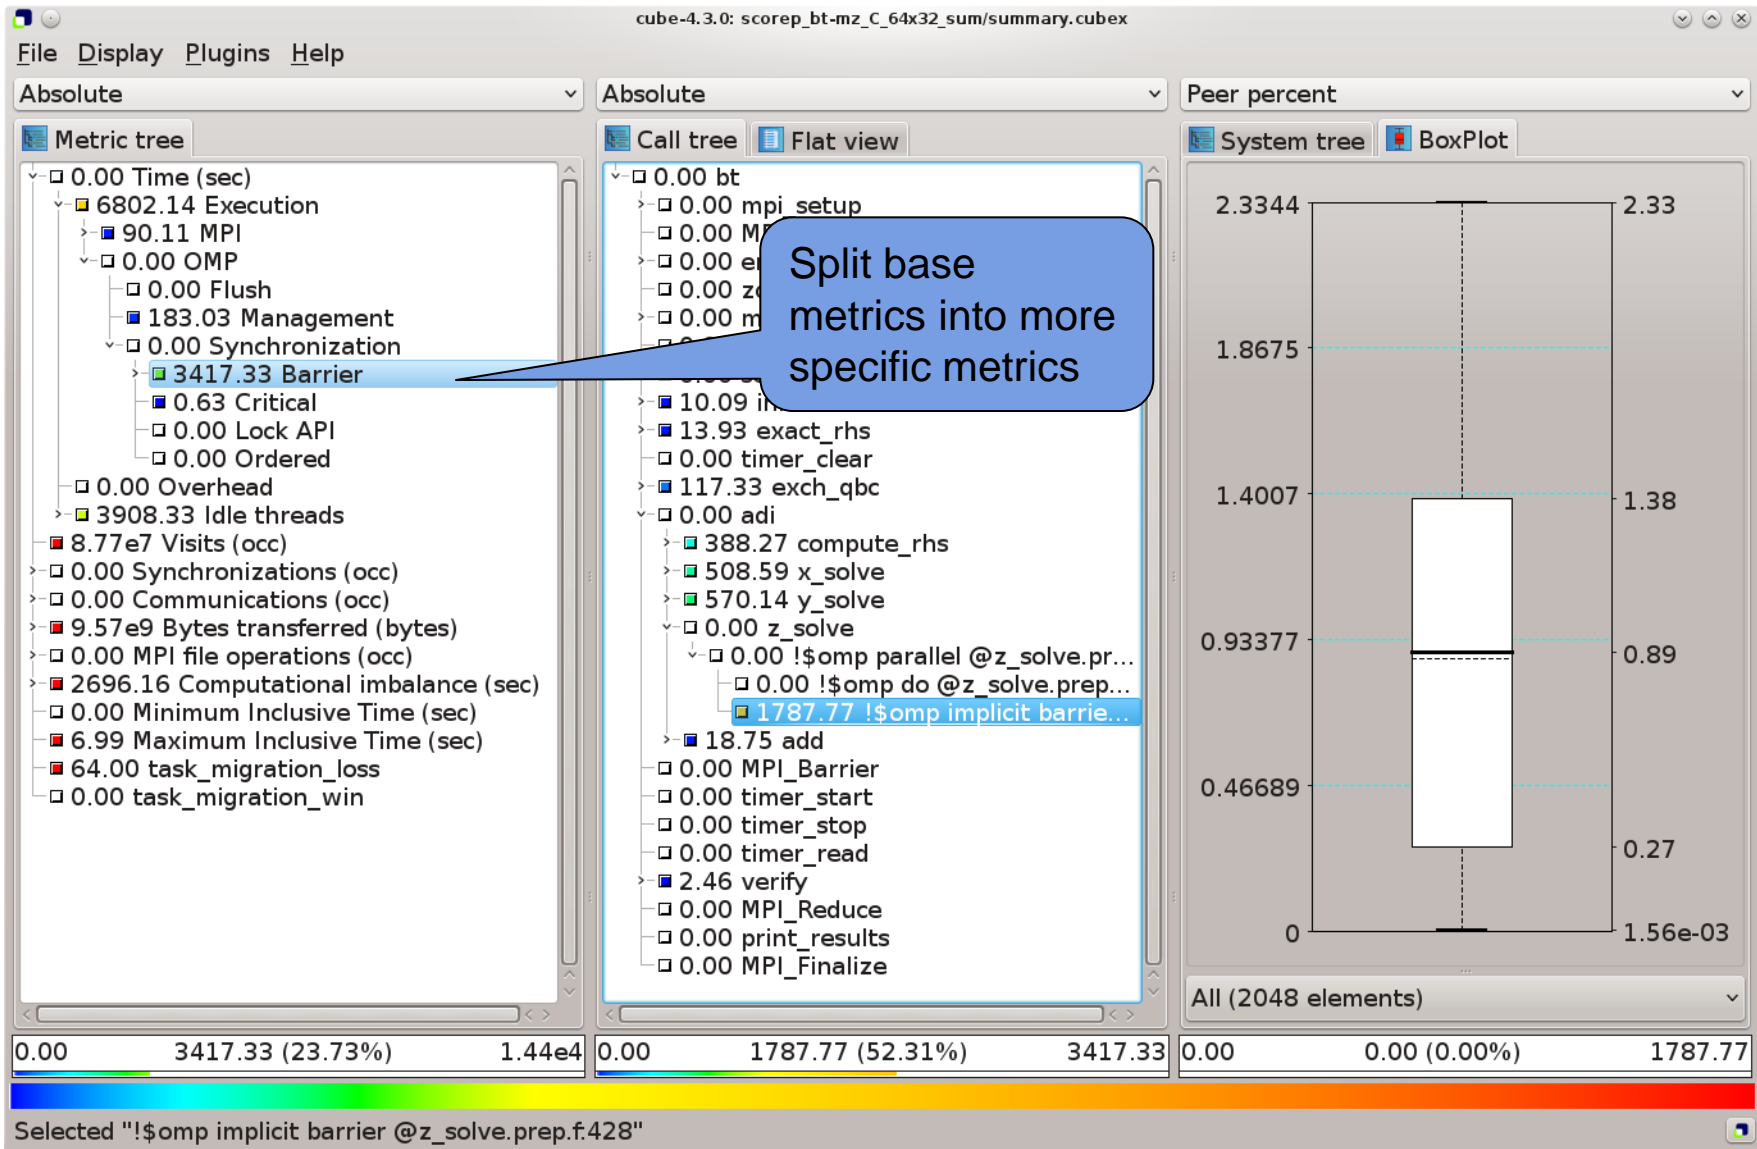 cube-4.3.0: scorep_bt-mz_C_64x32_sum/summary.cubex
File Display Plugins Help
Absolute
Absolute
Peer percent
Metric tree
Call tree
Flat view
System tree
BoxPlot
0.00 Time (sec)
6802.14 Execution
90.11 MPI
0.00 OMP
0.00 Flush
183.03 Management
0.00 Synchronization
3417.33 Barrier
0.63 Critical
0.00 Lock API
0.00 Ordered
0.00 Overhead
3908.33 Idle threads
8.77e7 Visits (occ)
0.00 Synchronizations (occ)
0.00 Communications (occ)
9.57e9 Bytes transferred (bytes)
0.00 MPI file operations (occ)
2696.16 Computational imbalance (sec)
0.00 Minimum Inclusive Time (sec)
6.99 Maximum Inclusive Time (sec)
64.00 task_migration_loss
0.00 task_migration_win
0.00 bt
0.00 mpi_setup
0.00
0.00
0.00
0.00
Split base
metrics into more
specific metrics
10.09
13.93 exact_rhs
0.00 timer_clear
117.33 exch_qbc
0.00 adi
388.27 compute_rhs
508.59 x_solve
570.14 y_solve
0.00 z_solve
0.00 !$omp parallel @z_solve.pr...
0.00 !$omp do @z_solve.prep...
1787.77 !$omp implicit barrie...
18.75 add
0.00 MPI_Barrier
0.00 timer_start
0.00 timer_stop
0.00 timer_read
2.46 verify
0.00 MPI_Reduce
0.00 print_results
0.00 MPI_Finalize
2.3344
1.8675
1.4007
0.93377
0.46689
0
2.33
1.38
0.89
0.27
1.56e-03
All (2048 elements)
0.00 3417.33 (23.73%) 1.44e4
0.00 1787.77 (52.31%) 3417.33
0.00 0.00 (0.00%) 1787.77
Selected "!$omp implicit barrier @z_solve.prep.f:428"